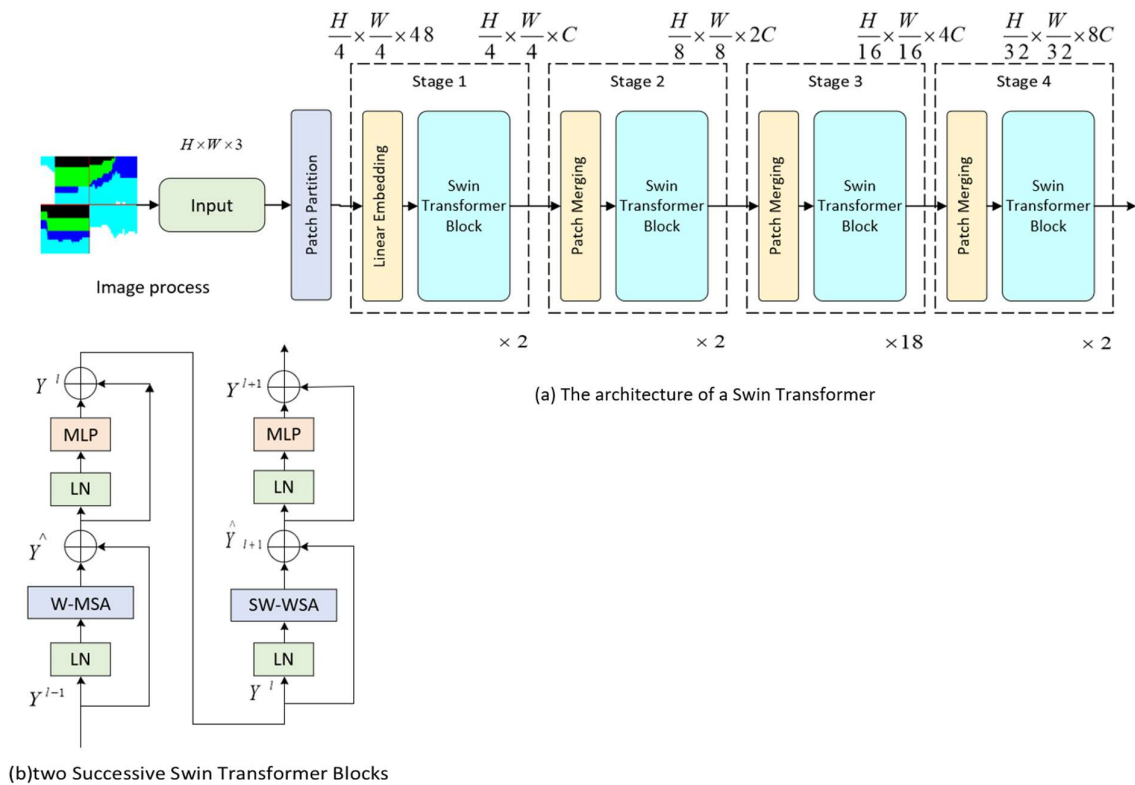 H/4 × W/4 × 48
H/4 × W/4 × C
H/8 × W/8 × 2C
H/16 × W/16 × 4C
H/32 × W/32 × 8C
Stage 1
Stage 2
Stage 3
Stage 4
H×W×3
Input
Image process
Patch Partition
Linear Embedding
Swin
Transformer
Block
Patch Merging
Swin
Transformer
Block
Patch Merging
Swin
Transformer
Block
Patch Merging
Swin
Transformer
Block
× 2
× 2
×18
× 2
(a) The architecture of a Swin Transformer
Y^l
MLP
LN
Ŷ
W-MSA
LN
Y^{l-1}
Y^{l+1}
MLP
LN
Ŷ_{l+1}
SW-WSA
LN
Y^l
(b)two Successive Swin Transformer Blocks